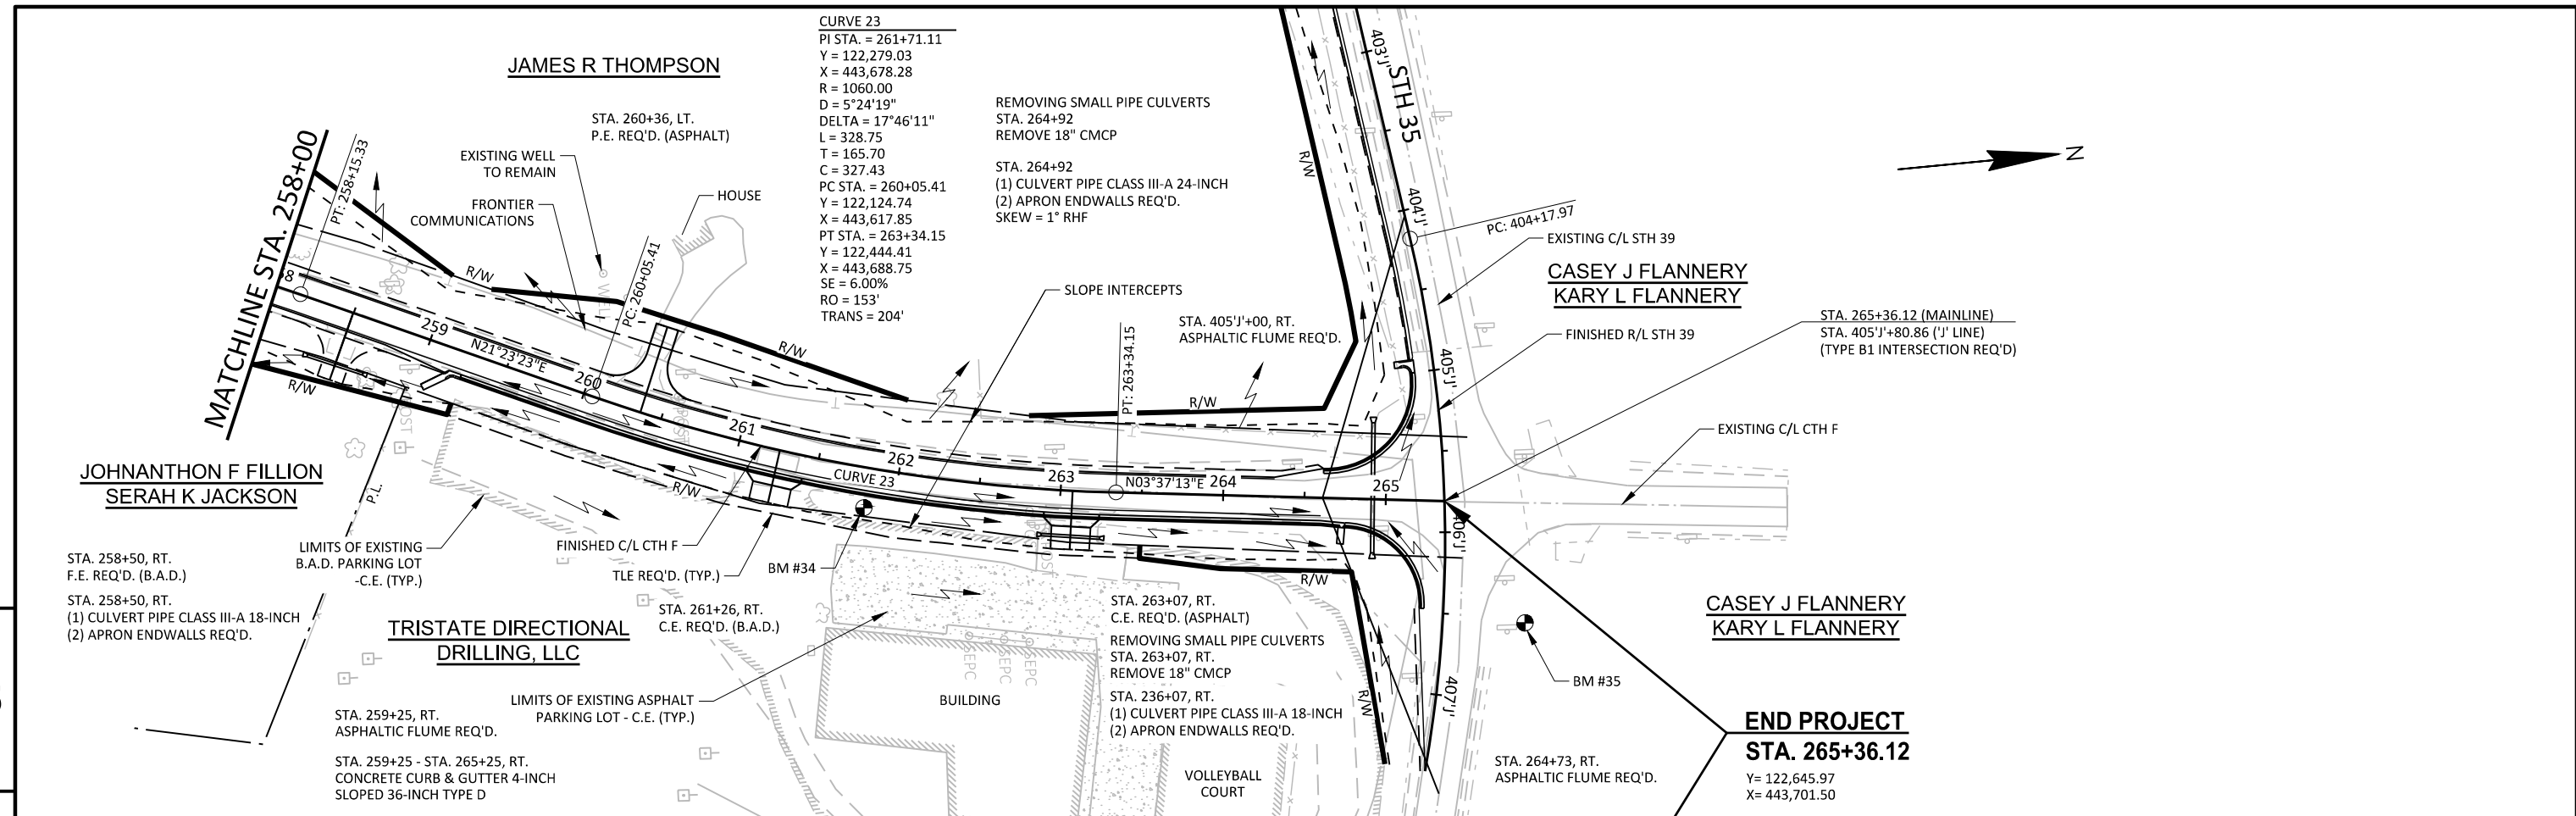 JAMES R THOMPSON
STA. 260+36, LT.
P.E. REQ'D. (ASPHALT)
EXISTING WELL
TO REMAIN
FRONTIER
COMMUNICATIONS
HOUSE
WELL
CURVE 23
PI STA. = 261+71.11
Y = 122,279.03
X = 443,678.28
R = 1060.00
D = 5°24'19"
DELTA = 17°46'11"
L = 328.75
T = 165.70
C = 327.43
PC STA. = 260+05.41
Y = 122,124.74
X = 443,617.85
PT STA. = 263+34.15
Y = 122,444.41
X = 443,688.75
SE = 6.00%
RO = 153'
TRANS = 204'
REMOVING SMALL PIPE CULVERTS
STA. 264+92
REMOVE 18" CMCP
STA. 264+92
(1) CULVERT PIPE CLASS III-A 24-INCH
(2) APRON ENDWALLS REQ'D.
SKEW = 1° RHF
SLOPE INTERCEPTS
STA. 405'J'+00, RT.
ASPHALTIC FLUME REQ'D.
403'J'
STH 35
404'J'
PC: 404+17.97
R/W
EXISTING C/L STH 39
CASEY J FLANNERY
KARY L FLANNERY
FINISHED R/L STH 39
N
STA. 265+36.12 (MAINLINE)
STA. 405'J'+80.86 ('J' LINE)
(TYPE B1 INTERSECTION REQ'D)
EXISTING C/L CTH F
MATCHLINE STA. 258+00
PT: 258+15.33
PC: 260+05.41
PT: 263+34.15
R/W
R/W
R/W
R/W
R/W
R/W
R/W
259
N21°23'23"E
260
261
262
CURVE 23
263
N03°37'13"E
264
265
405'J'
406'J'
407'J'
JOHNANTHON F FILLION
SERAH K JACKSON
P.L.
STA. 258+50, RT.
F.E. REQ'D. (B.A.D.)
STA. 258+50, RT.
(1) CULVERT PIPE CLASS III-A 18-INCH
(2) APRON ENDWALLS REQ'D.
LIMITS OF EXISTING
B.A.D. PARKING LOT
-C.E. (TYP.)
FINISHED C/L CTH F
TLE REQ'D. (TYP.)
BM #34
STA. 261+26, RT.
C.E. REQ'D. (B.A.D.)
TRISTATE DIRECTIONAL
DRILLING, LLC
LIMITS OF EXISTING ASPHALT
PARKING LOT - C.E. (TYP.)
STA. 259+25, RT.
ASPHALTIC FLUME REQ'D.
STA. 259+25 - STA. 265+25, RT.
CONCRETE CURB & GUTTER 4-INCH
SLOPED 36-INCH TYPE D
SEPC
SEPC
SEPC
BUILDING
STA. 263+07, RT.
C.E. REQ'D. (ASPHALT)
REMOVING SMALL PIPE CULVERTS
STA. 263+07, RT.
REMOVE 18" CMCP
STA. 236+07, RT.
(1) CULVERT PIPE CLASS III-A 18-INCH
(2) APRON ENDWALLS REQ'D.
VOLLEYBALL
COURT
STA. 264+73, RT.
ASPHALTIC FLUME REQ'D.
BM #35
CASEY J FLANNERY
KARY L FLANNERY
END PROJECT
STA. 265+36.12
Y= 122,645.97
X= 443,701.50